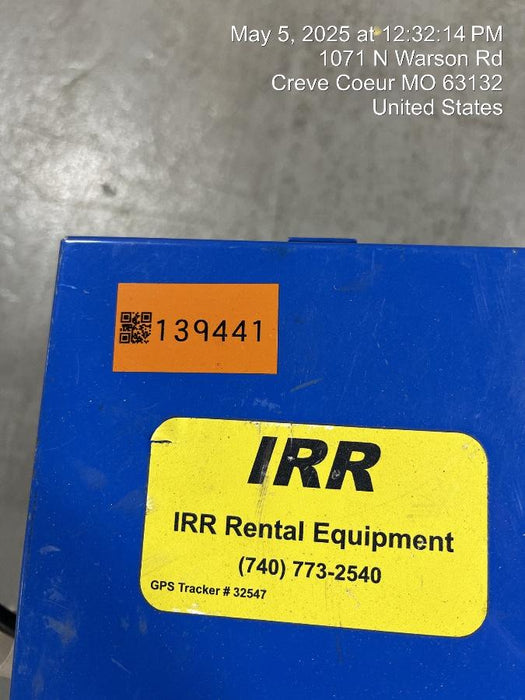 May 5, 2025 at 12:32:14 PM
1071 N Warson Rd
Creve Coeur MO 63132
United States
139441
IRR
IRR Rental Equipment
(740) 773-2540
GPS Tracker # 32547